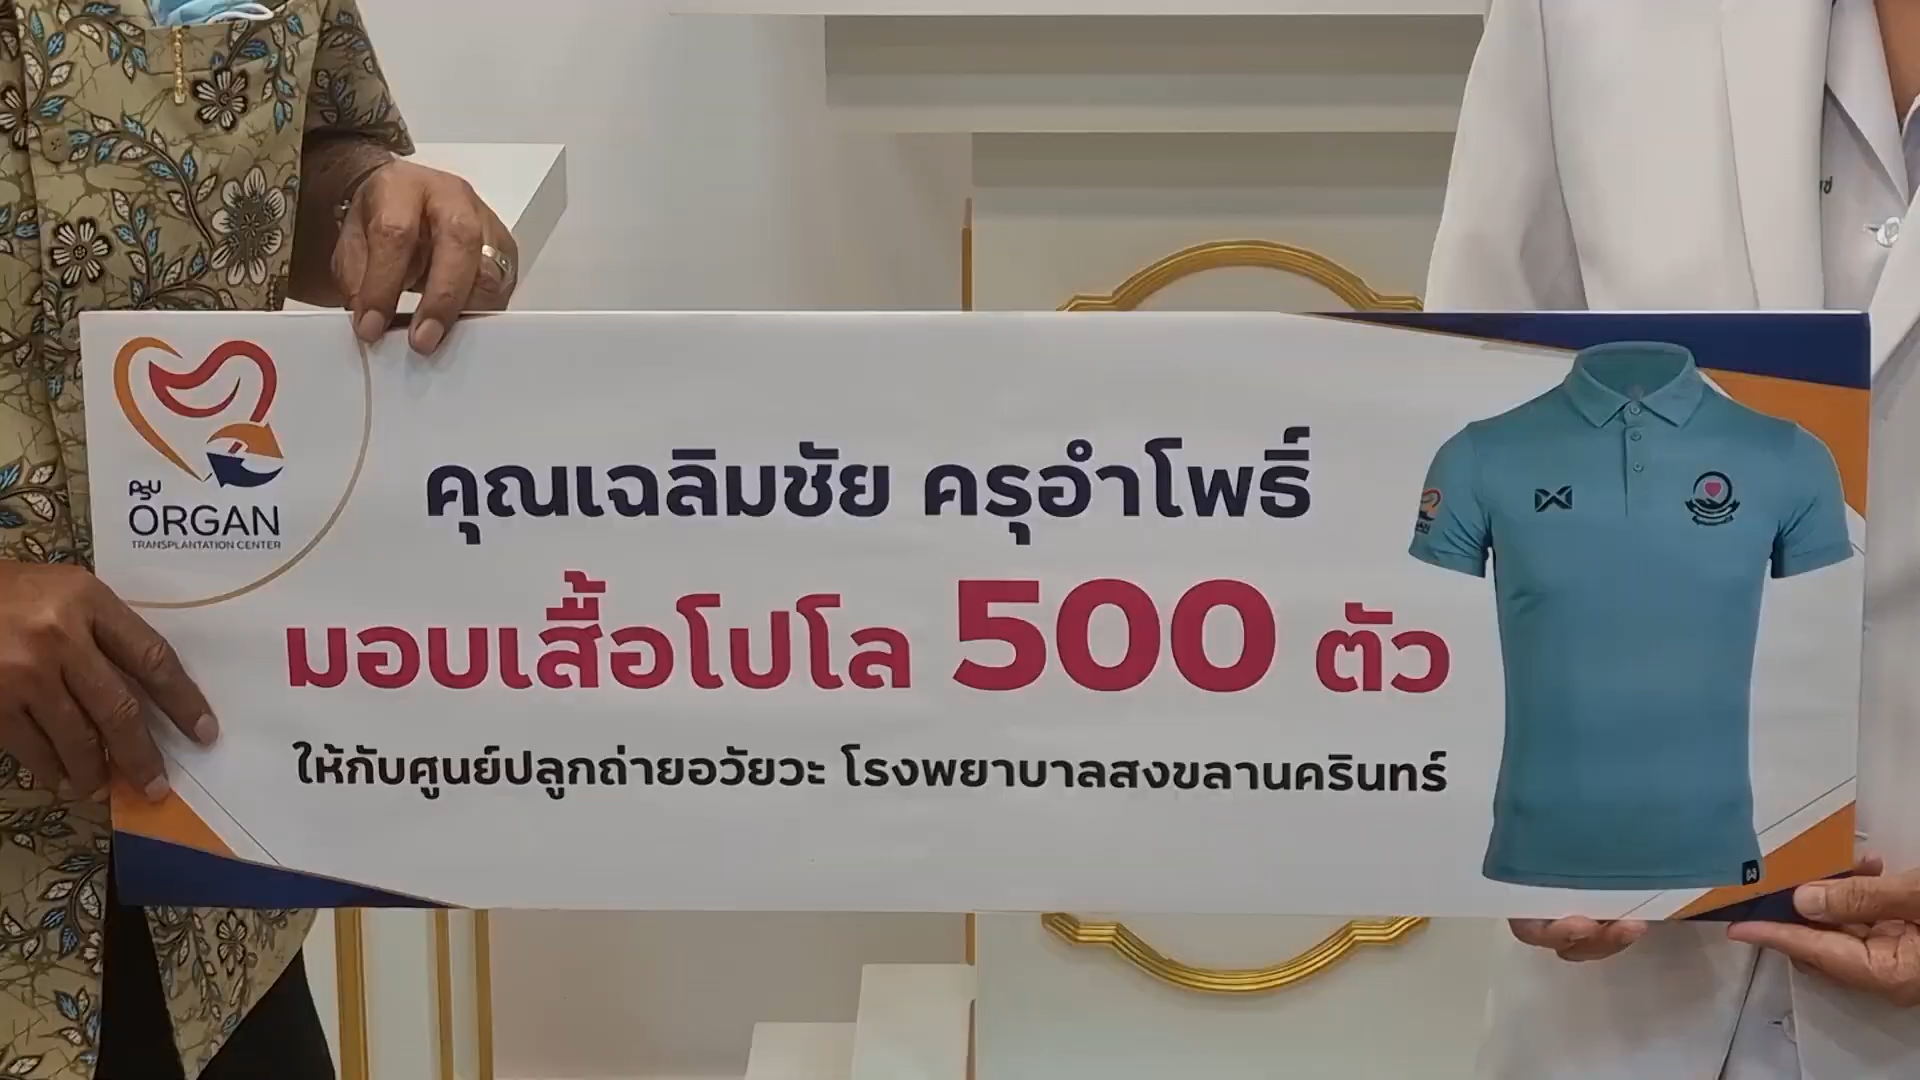 PSU
ORGAN
TRANSPLANTATION CENTER
คุณเฉลิมชัย ครุอำโพธิ์
มอบเสื้อโปโล 500 ตัว
ให้กับศูนย์ปลูกถ่ายอวัยวะ โรงพยาบาลสงขลานครินทร์